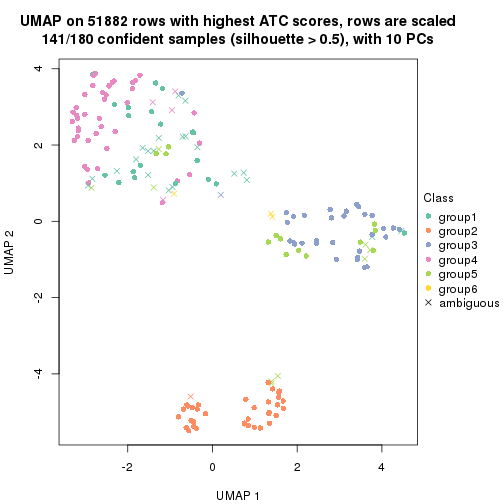 UMAP on 51882 rows with highest ATC scores, rows are scaled
141/180 confident samples (silhouette > 0.5), with 10 PCs
4
2
0
-2
-4
UMAP 2
-2
0
2
4
UMAP 1
Class
group1
group2
group3
group4
group5
group6
ambiguous